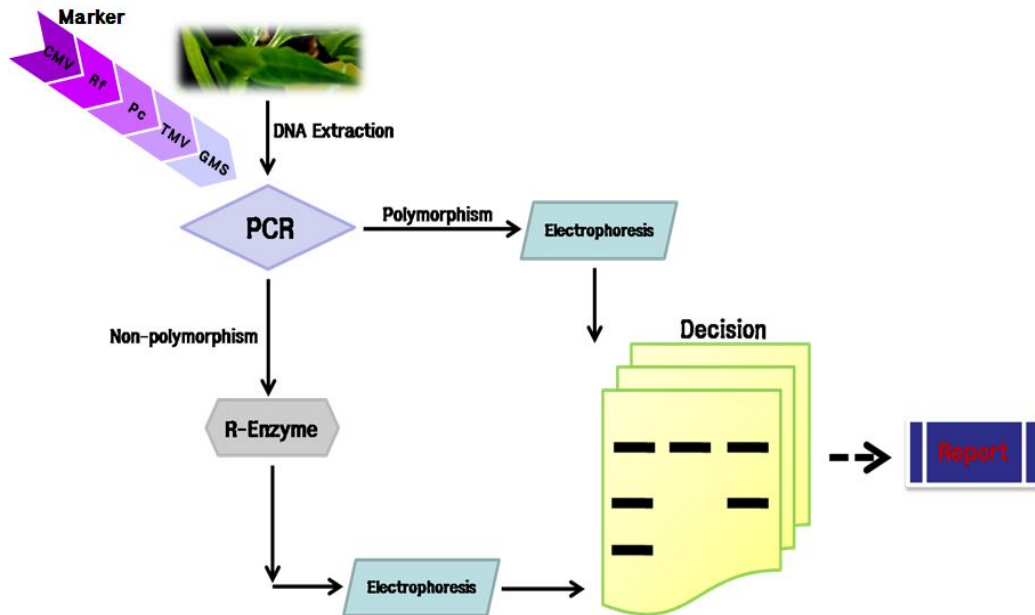 Marker
CMV
Rf
Pc
TMV
GMS
DNA Extraction
PCR
Polymorphism
Electrophoresis
Non-polymorphism
R-Enzyme
Electrophoresis
Decision
Report